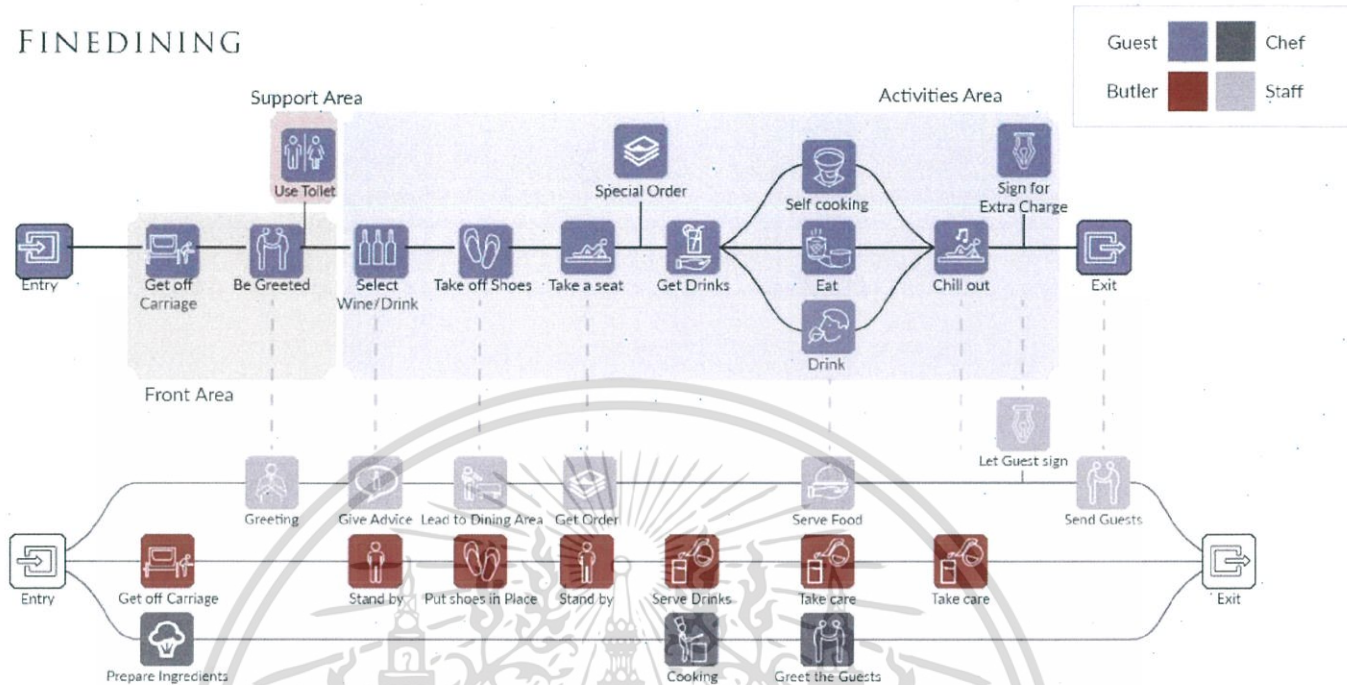 FINEDINING
Guest
Chef
Butler
Staff
Support Area
Activities Area
Use Toilet
Special Order
Self cooking
Sign for
Extra Charge
Entry
Get off
Carriage
Be Greeted
Select
Wine/Drink
Take off Shoes
Take a seat
Get Drinks
Eat
Chill out
Exit
Drink
Front Area
Let Guest sign
Greeting
Give Advice
Lead to Dining Area
Get Order
Serve Food
Send Guests
Entry
Get off Carriage
Stand by
Put shoes in Place
Stand by
Serve Drinks
Take care
Take care
Exit
Prepare Ingredients
Cooking
Greet the Guests